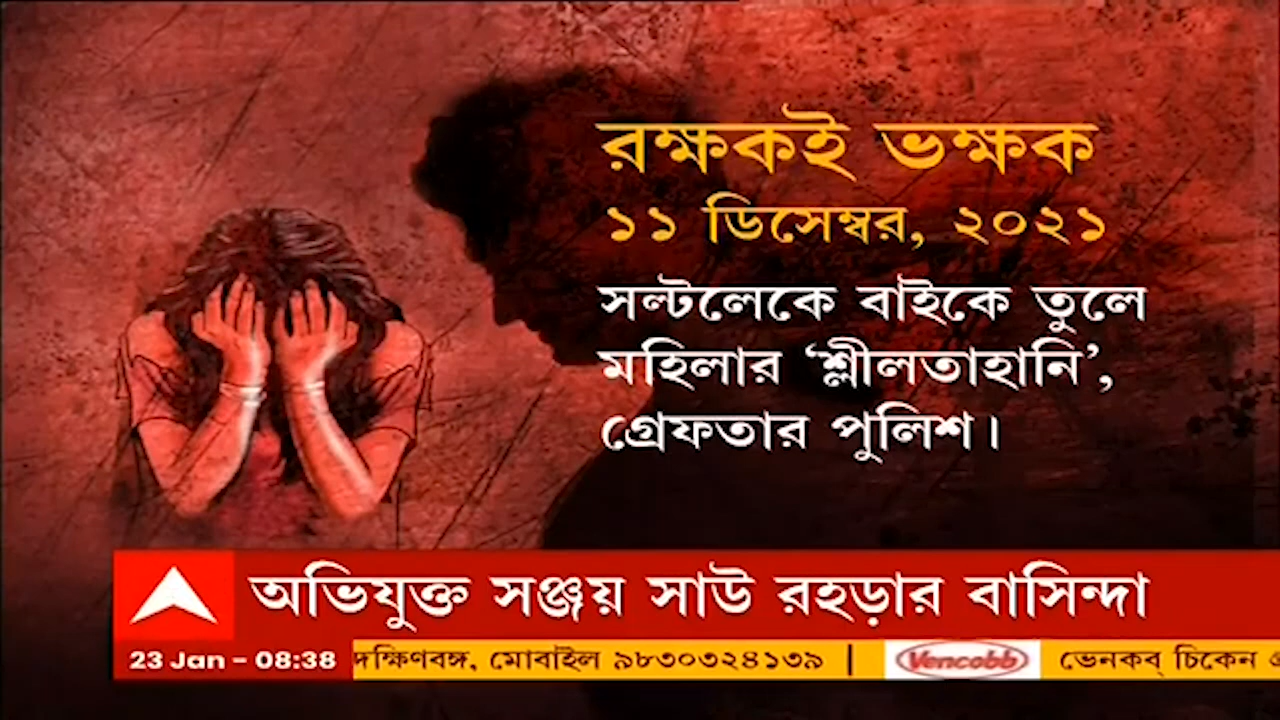 রক্ষকই ভক্ষক
১১ ডিসেম্বর, ২০২১
সল্টলেকে বাইকে তুলে
মহিলার ‘শ্লীলতাহানি’,
গ্রেফতার পুলিশ।
অভিযুক্ত সঞ্জয় সাউ রহড়ার বাসিন্দা
23 Jan - 08:38 দক্ষিণবঙ্গ, মোবাইল ৯৮৩০৩২৪১৩৯ | Vencobb ভেনকব্ চিকেন